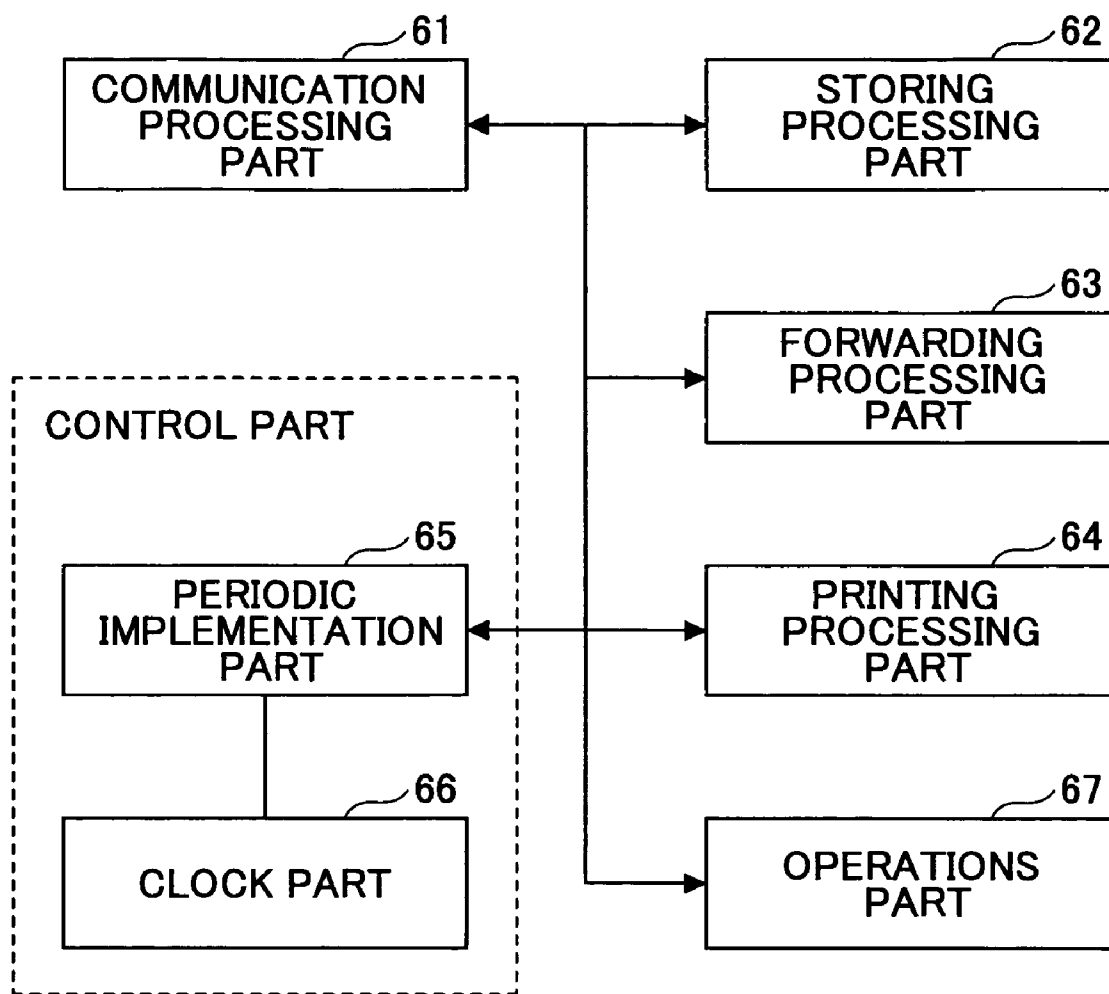 61
COMMUNICATION
PROCESSING
PART
62
STORING
PROCESSING
PART
63
FORWARDING
PROCESSING
PART
CONTROL PART
65
PERIODIC
IMPLEMENTATION
PART
64
PRINTING
PROCESSING
PART
66
CLOCK PART
67
OPERATIONS
PART